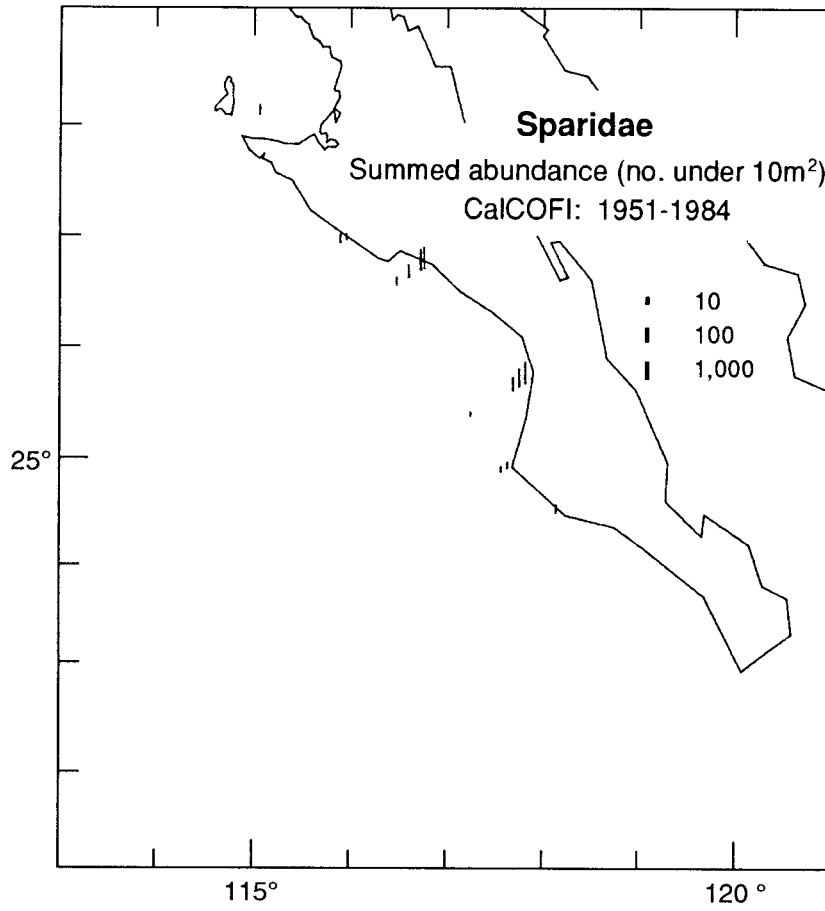 Sparidae
Summed abundance (no. under 10m²)
CalCOFI: 1951-1984
10
100
1,000
25°
115°
120 °